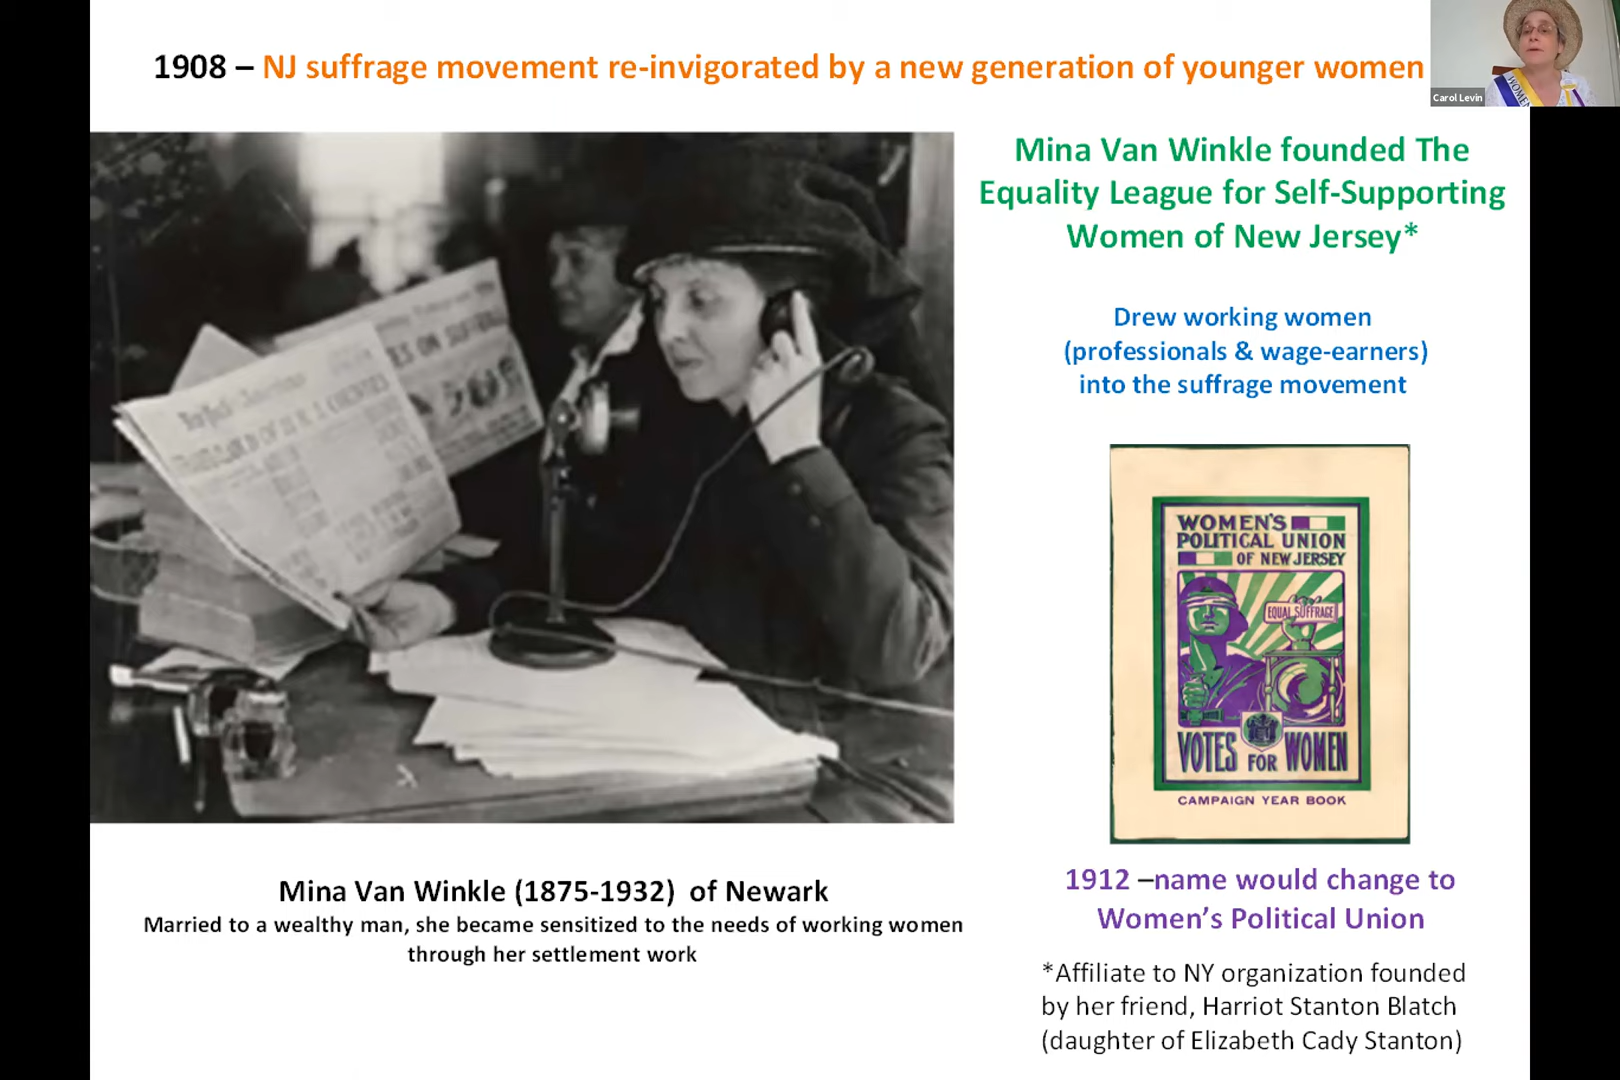 1908 – NJ suffrage movement re-invigorated by a new generation of younger women
Carol Levin
WOMEN
Mina Van Winkle founded The
Equality League for Self-Supporting
Women of New Jersey*
Drew working women
(professionals & wage-earners)
into the suffrage movement
ES ON SUFFRA
WOMEN'S
POLITICAL UNION
OF NEW JERSEY
EQUAL SUFFRAGE
VOTES FOR WOMEN
CAMPAIGN YEAR BOOK
Mina Van Winkle (1875-1932) of Newark
Married to a wealthy man, she became sensitized to the needs of working women
through her settlement work
1912 –name would change to
Women’s Political Union
*Affiliate to NY organization founded
by her friend, Harriot Stanton Blatch
(daughter of Elizabeth Cady Stanton)